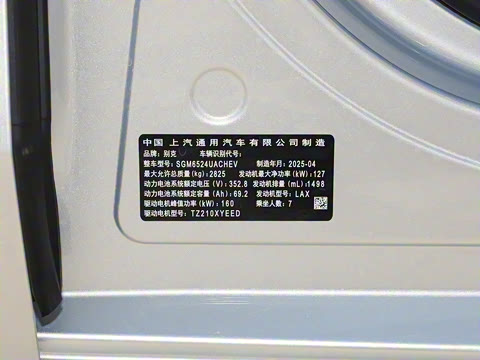 中国 上汽通用汽车有限公司制造
品牌：别克 车辆识别代号：
整车型号：SGM6524UACHEV 制造年月：2025-04
最大允许总质量(kg)：2825 发动机最大净功率(kW)：127
动力电池系统额定电压(V)：352.8 发动机排量(mL)：1498
动力电池系统额定容量(Ah)：69.2 发动机型号：LAX
驱动电机峰值功率(kW)：160 乘坐人数：7
驱动电机型号：TZ210XYEED